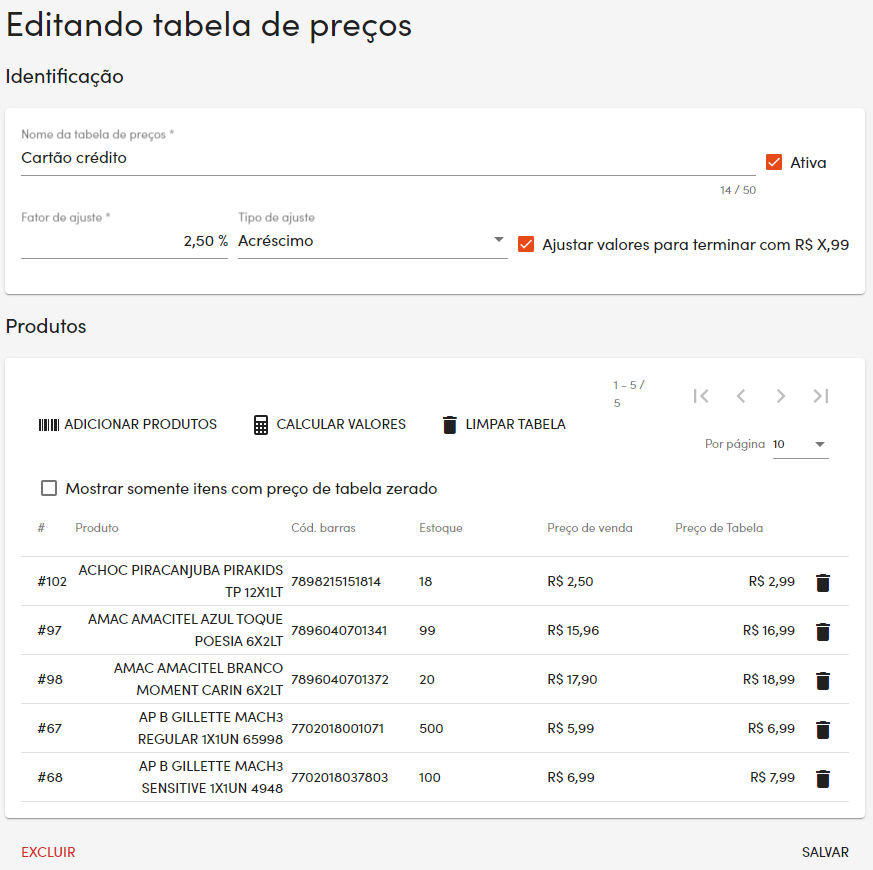 Editando tabela de preços
Identificação
Nome da tabela de preços *
Cartão crédito
Ativa
14 / 50
Fator de ajuste *
Tipo de ajuste
2,50 %
Acréscimo
Ajustar valores para terminar com R$ X,99
Produtos
1 - 5 /
5
ADICIONAR PRODUTOS
CALCULAR VALORES
LIMPAR TABELA
Por página
10
Mostrar somente itens com preço de tabela zerado
# Produto Cód. barras Estoque Preço de venda Preço de Tabela
ACHOC PIRACANJUBA PIRAKIDS
#102 TP 12X1LT 7898215151814 18 R$ 2,50 R$ 2,99
AMAC AMACITEL AZUL TOQUE
#97 POESIA 6X2LT 7896040701341 99 R$ 15,96 R$ 16,99
AMAC AMACITEL BRANCO
#98 MOMENT CARIN 6X2LT 7896040701372 20 R$ 17,90 R$ 18,99
AP B GILLETTE MACH3
#67 REGULAR 1X1UN 65998 7702018001071 500 R$ 5,99 R$ 6,99
AP B GILLETTE MACH3
#68 SENSITIVE 1X1UN 4948 7702018037803 100 R$ 6,99 R$ 7,99
EXCLUIR
SALVAR